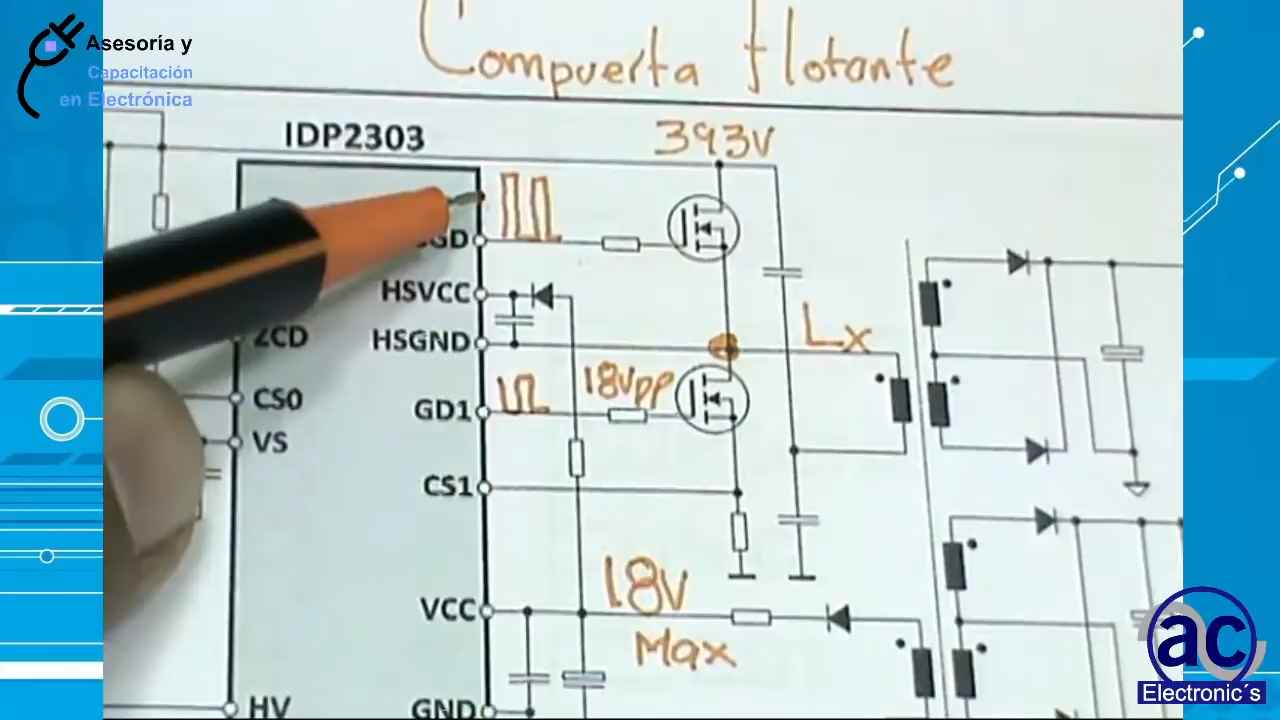 Asesoría y
Capacitación
en Electrónica
Compuerta flotante
IDP2303
393V
HSVCC
ZCD
HSGND
Lx
CS0
18Vpp
GD1
VS
CS1
18V
VCC
Max
HV
GND
ac
Electronic´s